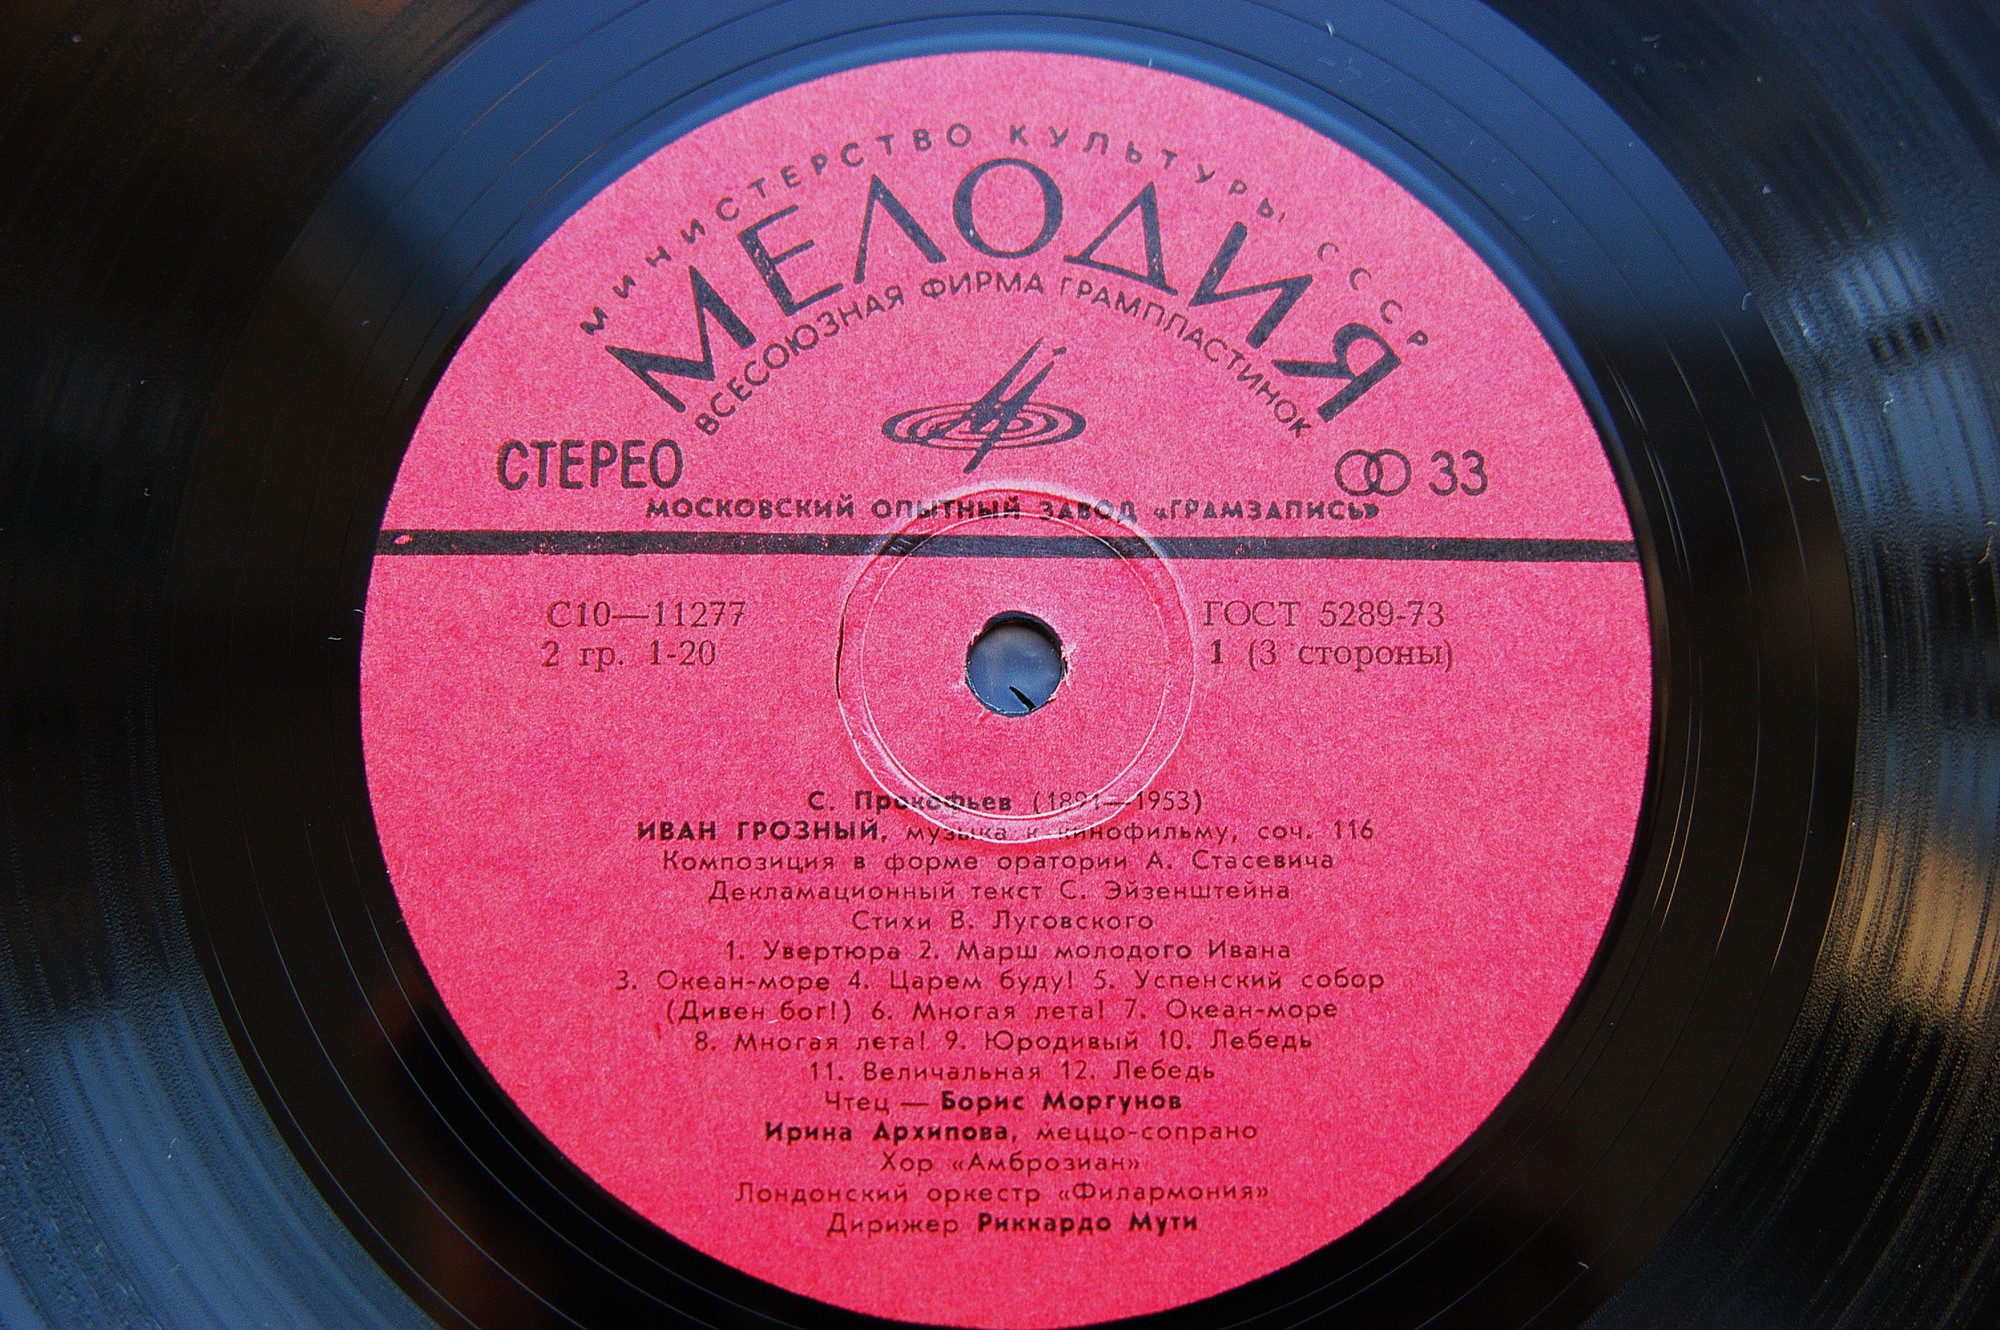 МИНИСТЕРСТВО КУЛЬТУРЫ СССР
МЕЛОДИЯ
ВСЕСОЮЗНАЯ ФИРМА ГРАМПЛАСТИНОК
СТЕРЕО 33
МОСКОВСКИЙ ОПЫТНЫЙ ЗАВОД «ГРАМЗАПИСЬ»
С10—11277 ГОСТ 5289-73
2 гр. 1-20 1 (3 стороны)
С. Прокофьев (1891—1953)
ИВАН ГРОЗНЫЙ, музыка к кинофильму, соч. 116
Композиция в форме оратории А. Стасевича
Декламационный текст С. Эйзенштейна
Стихи В. Луговского
1. Увертюра 2. Марш молодого Ивана
3. Океан-море 4. Царем буду! 5. Успенский собор
(Дивен бог!) 6. Многая лета! 7. Океан-море
8. Многая лета! 9. Юродивый 10. Лебедь
11. Величальная 12. Лебедь
Чтец — Борис Моргунов
Ирина Архипова, меццо-сопрано
Хор «Амброзиан»
Лондонский оркестр «Филармония»
Дирижер Риккардо Мути